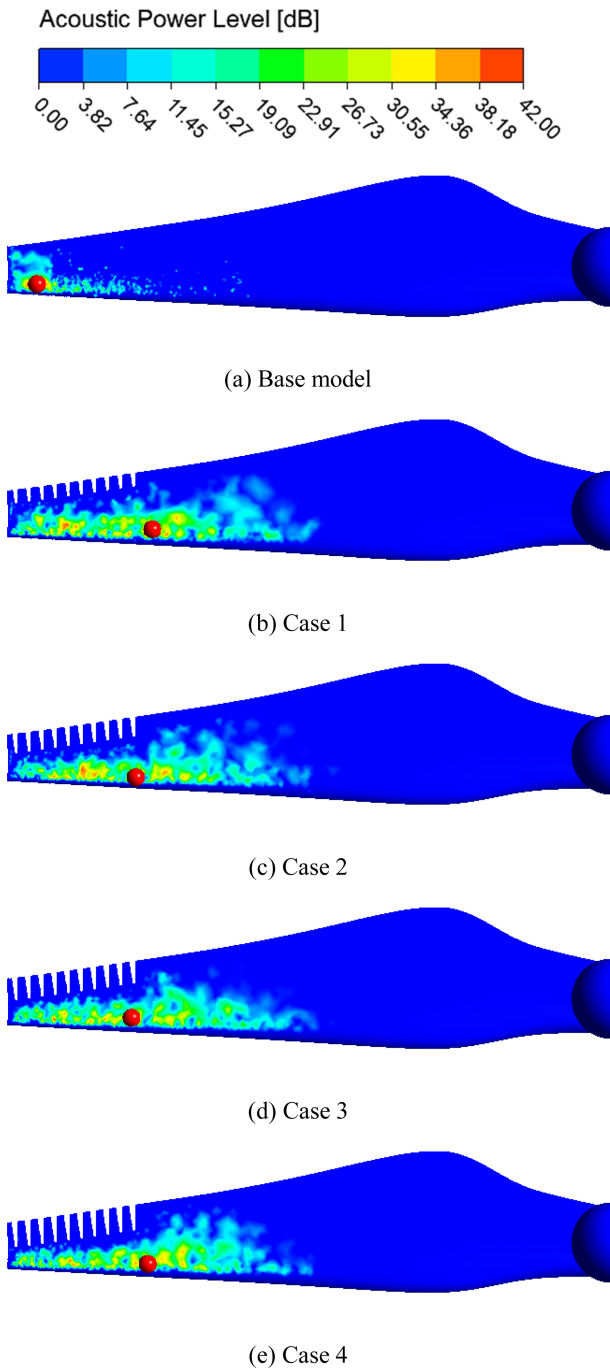 Acoustic Power Level [dB]
0.00 3.82 7.64 11.45 15.27 19.09 22.91 26.73 30.55 34.36 38.18 42.00
(a) Base model
(b) Case 1
(c) Case 2
(d) Case 3
(e) Case 4